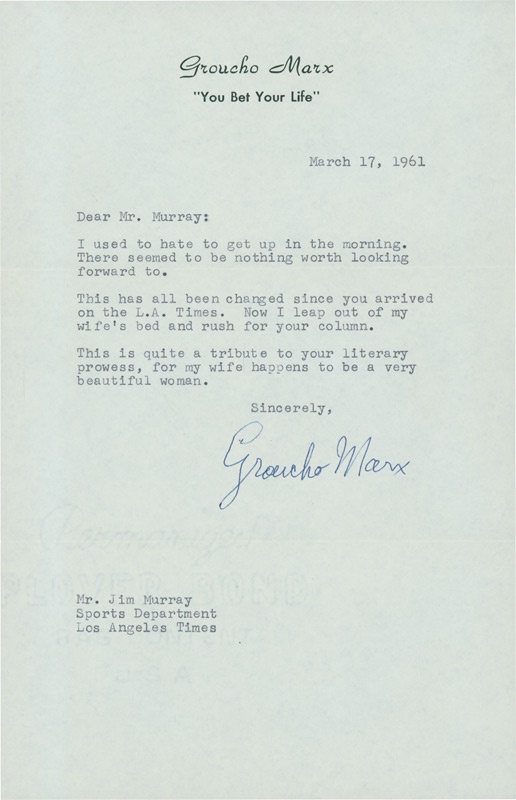 Groucho Marx
"You Bet Your Life"
March 17, 1961
Dear Mr. Murray:
I used to hate to get up in the morning.
There seemed to be nothing worth looking
forward to.
This has all been changed since you arrived
on the L.A. Times.  Now I leap out of my
wife's bed and rush for your column.
This is quite a tribute to your literary
prowess, for my wife happens to be a very
beautiful woman.
Sincerely,
Groucho Marx
Mr. Jim Murray
Sports Department
Los Angeles Times